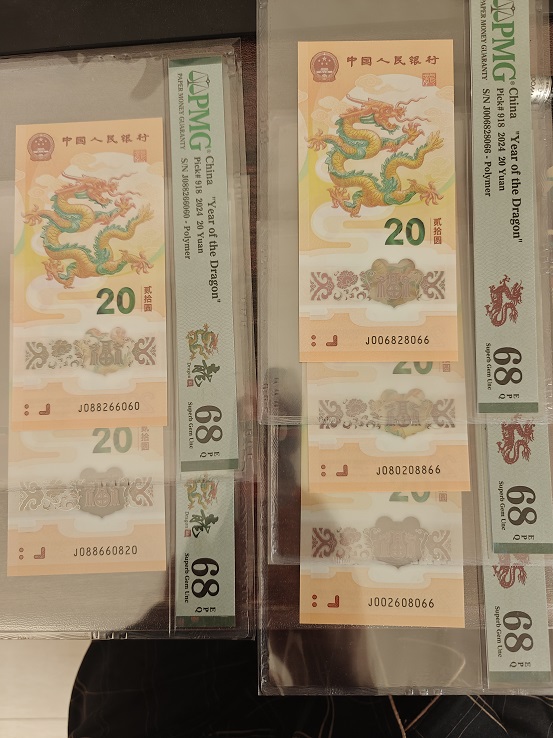 中国人民银行
20
贰拾圆
J088266060
PMG
PAPER MONEY GUARANTY
China "Year of the Dragon"
Pick# 918 2024 20 Yuan
S/N J088266060 - Polymer
龍
Dragon
68
EPQ
Superb Gem Unc
20
J088660820
龍
Dragon
68
EPQ
Superb Gem Unc
中国人民银行
20
贰拾圆
J006828066
PMG
PAPER MONEY GUARANTY
China "Year of the Dragon"
Pick# 918 2024 20 Yuan
S/N J006828066 - Polymer
68
EPQ
Superb Gem Unc
20
J080208866
68
EPQ
Superb Gem Unc
20
J002608066
68
EPQ
Superb Gem Unc